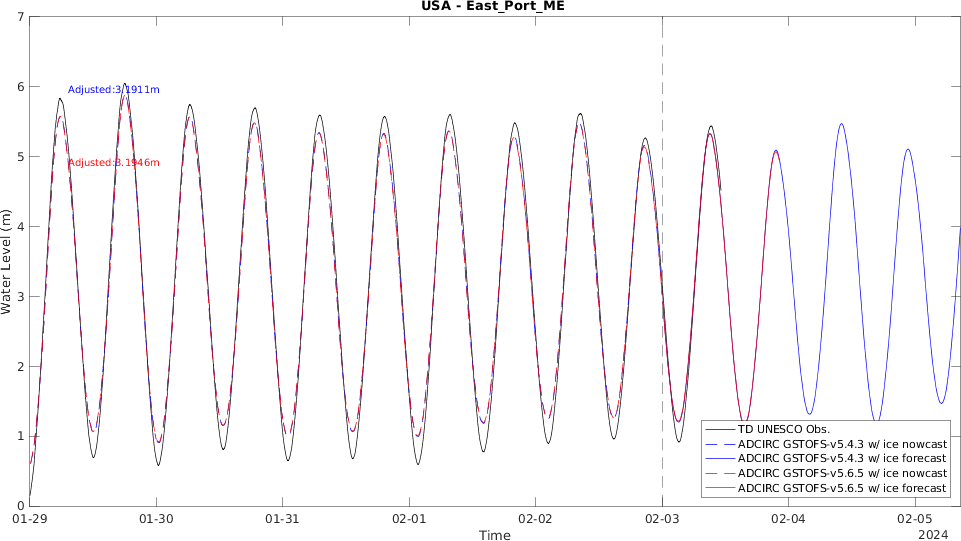 USA - East_Port_ME
7
6
5
4
3
2
1
0
Water Level (m)
Adjusted:3.1911m
Adjusted:3.1946m
TD UNESCO Obs.
ADCIRC GSTOFS-v5.4.3 w/ ice nowcast
ADCIRC GSTOFS-v5.4.3 w/ ice forecast
ADCIRC GSTOFS-v5.6.5 w/ ice nowcast
ADCIRC GSTOFS-v5.6.5 w/ ice forecast
01-29 01-30 01-31 02-01 02-02 02-03 02-04 02-05
Time
2024